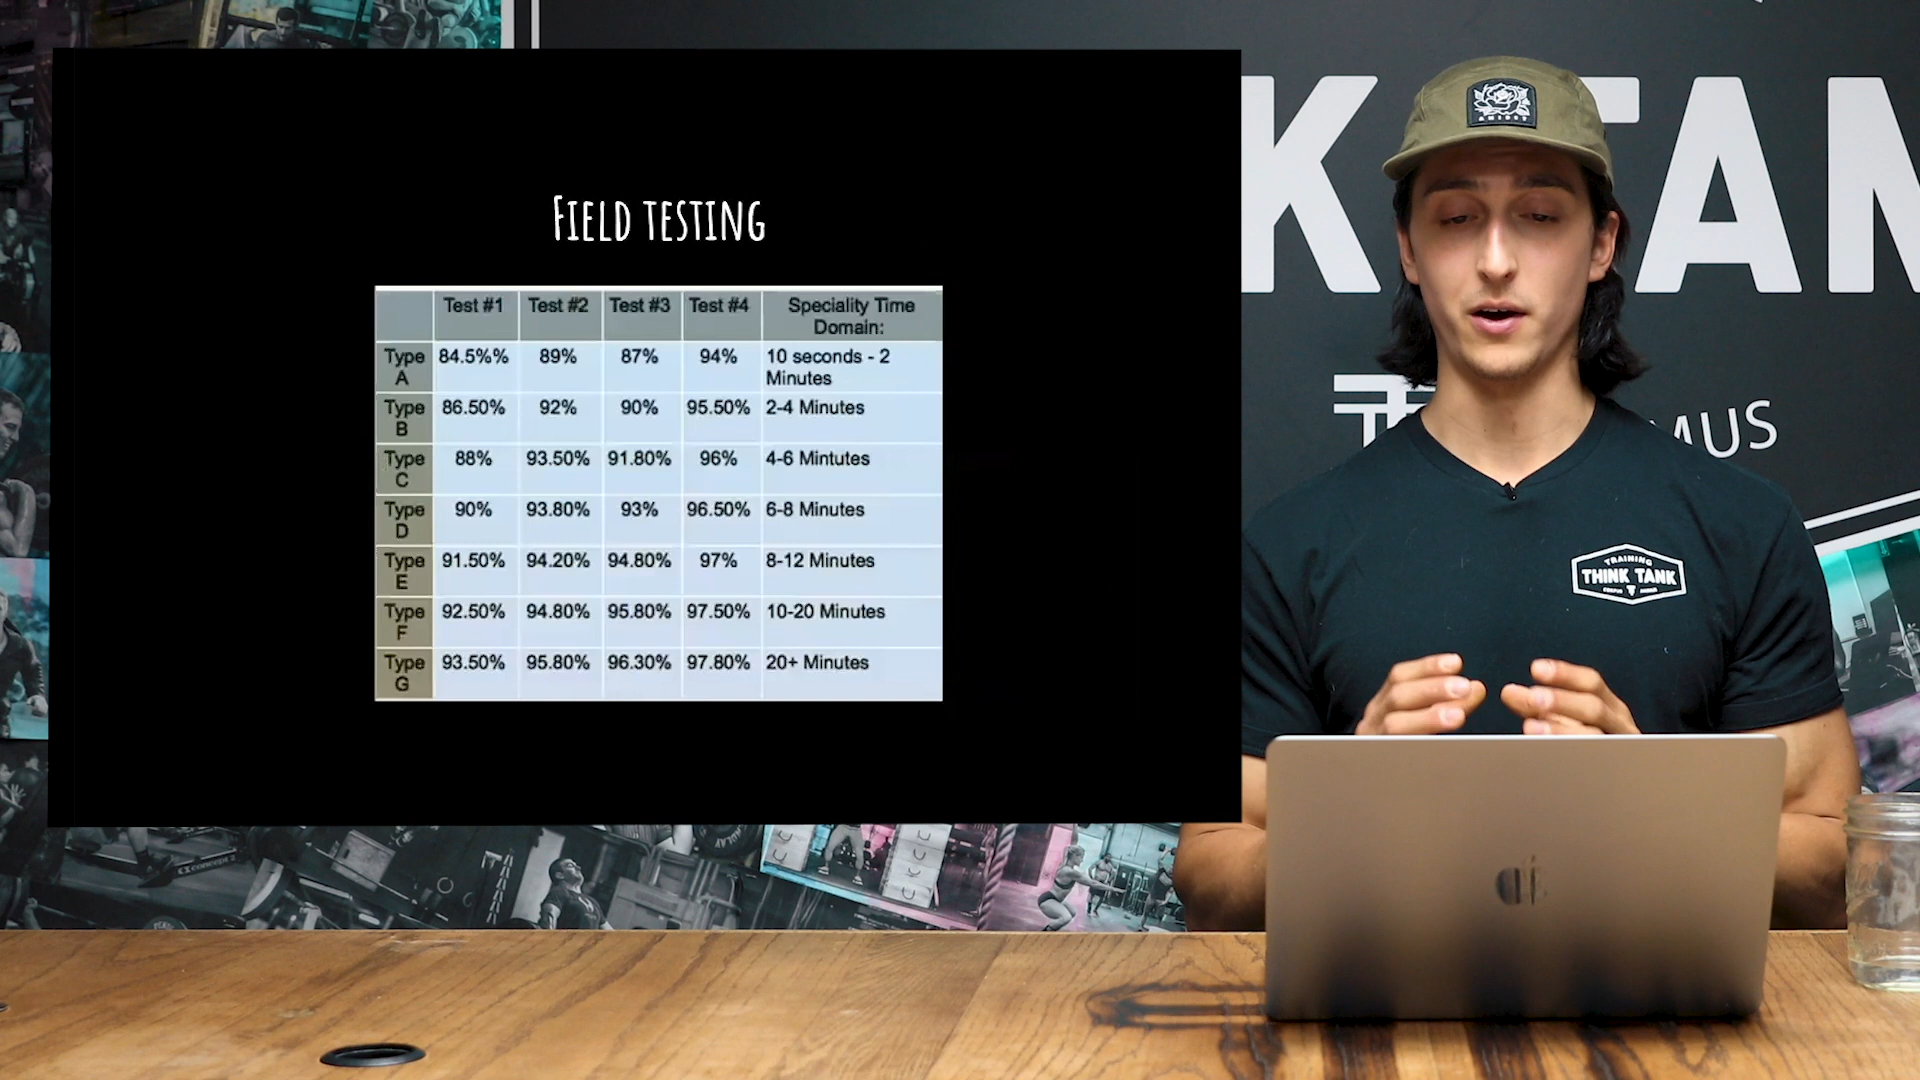 FIELD TESTING
Test #1 Test #2 Test #3 Test #4 Speciality Time
Domain:
Type 84.5%% 89% 87% 94% 10 seconds - 2
A Minutes
Type 86.50% 92% 90% 95.50% 2-4 Minutes
B
Type 88% 93.50% 91.80% 96% 4-6 Mintutes
C
Type 90% 93.80% 93% 96.50% 6-8 Minutes
D
Type 91.50% 94.20% 94.80% 97% 8-12 Minutes
E
Type 92.50% 94.80% 95.80% 97.50% 10-20 Minutes
F
Type 93.50% 95.80% 96.30% 97.80% 20+ Minutes
G
K TAN
MUS
TRAINING
THINK TANK
concept 2